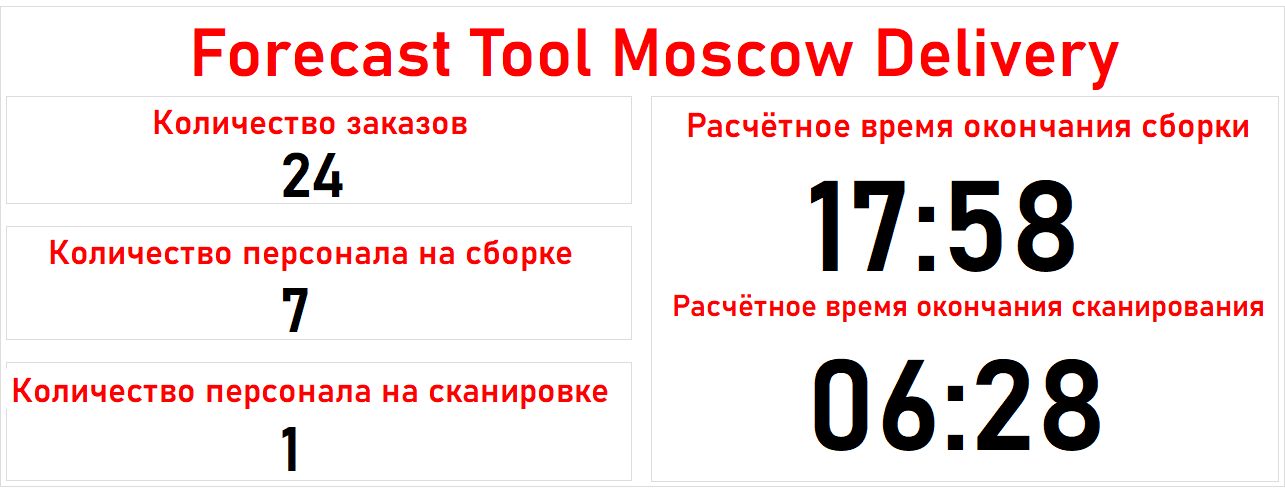 Forecast Tool Moscow Delivery
Количество заказов
24
Количество персонала на сборке
7
Количество персонала на сканировке
1
Расчётное время окончания сборки
17:58
Расчётное время окончания сканирования
06:28